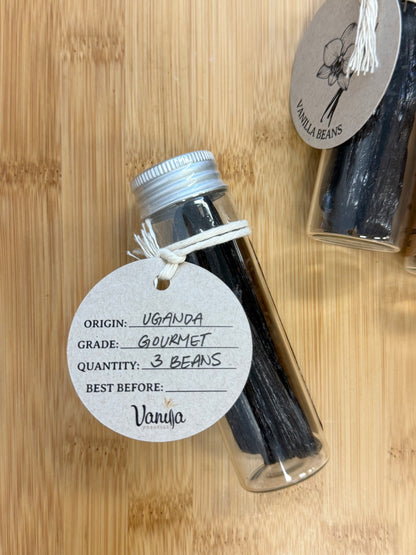 VANILLA BEANS
ORIGIN: UGANDA
GRADE: GOURMET
QUANTITY: 3 BEANS
BEST BEFORE:
Vanilla